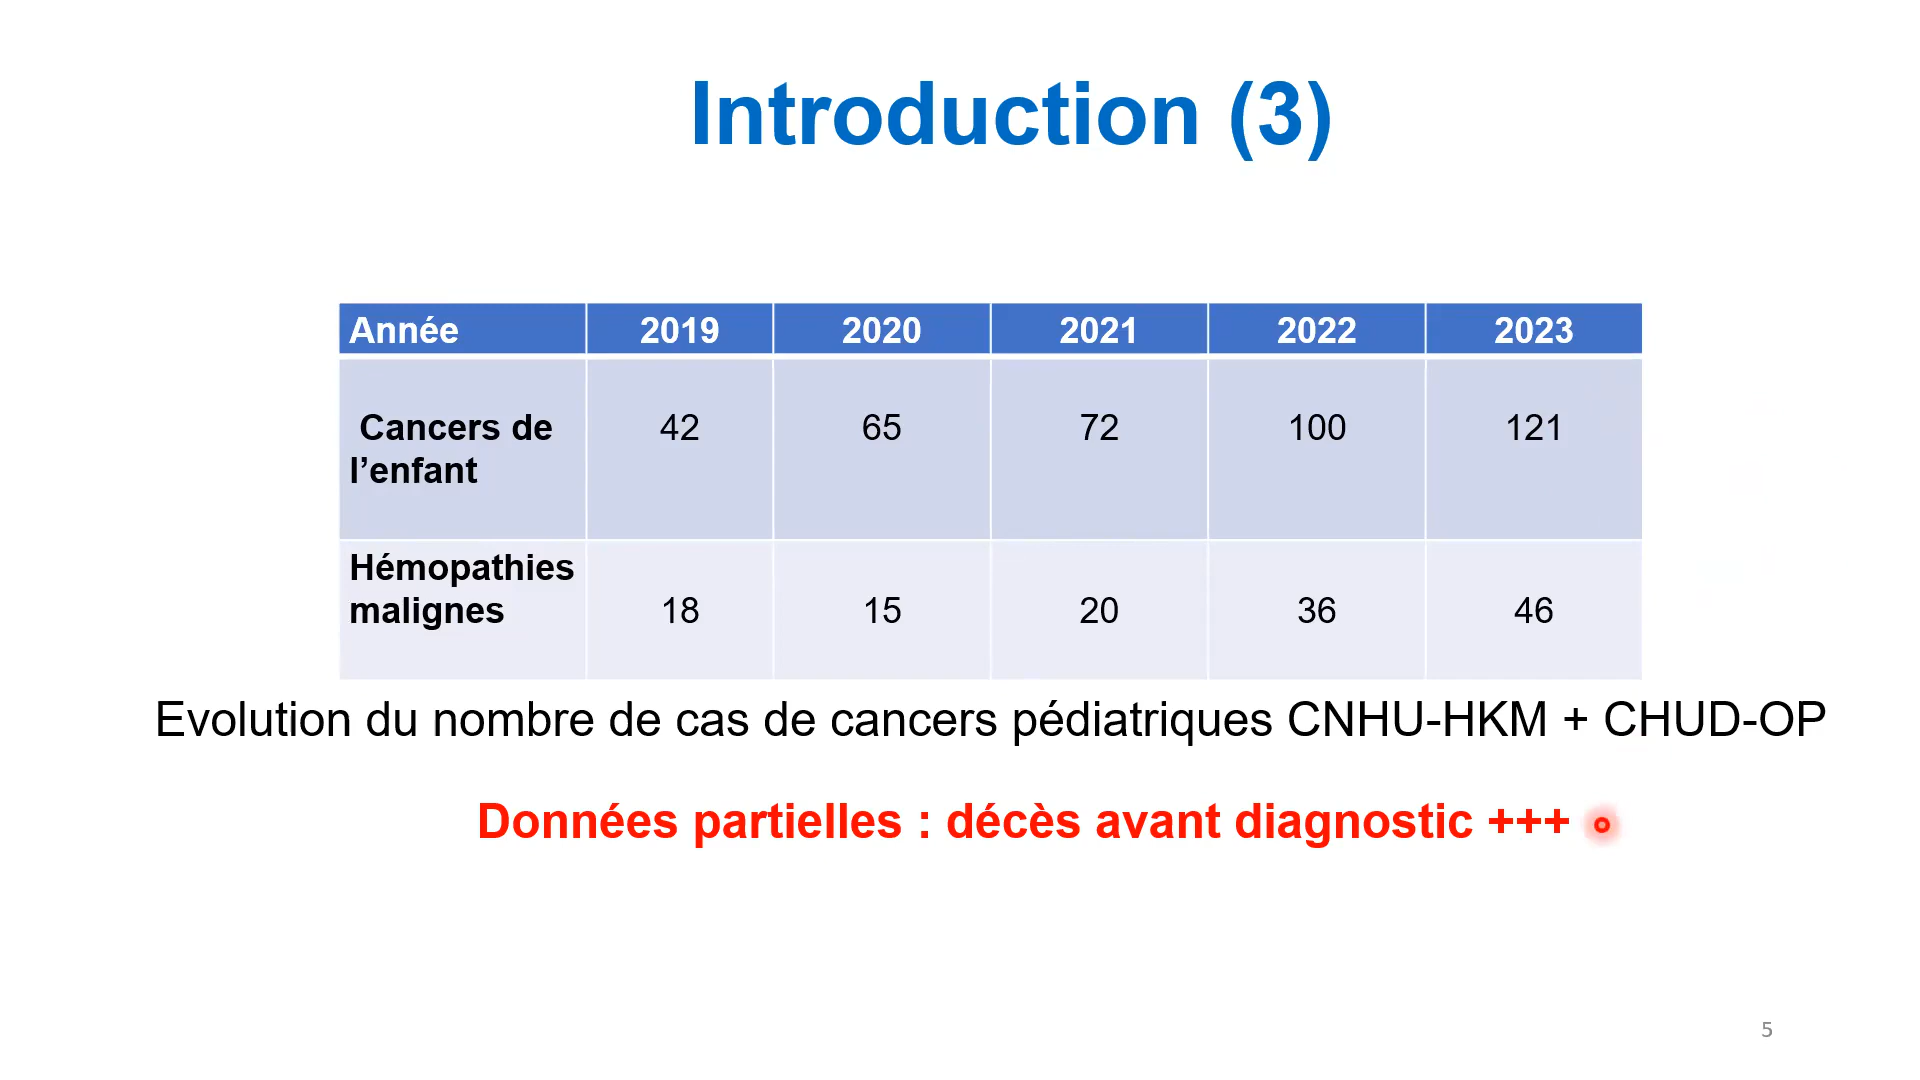 Introduction (3)
Année 2019 2020 2021 2022 2023
Cancers de 42 65 72 100 121
l’enfant
Hémopathies
malignes 18 15 20 36 46
Evolution du nombre de cas de cancers pédiatriques CNHU-HKM + CHUD-OP
Données partielles : décès avant diagnostic +++
5